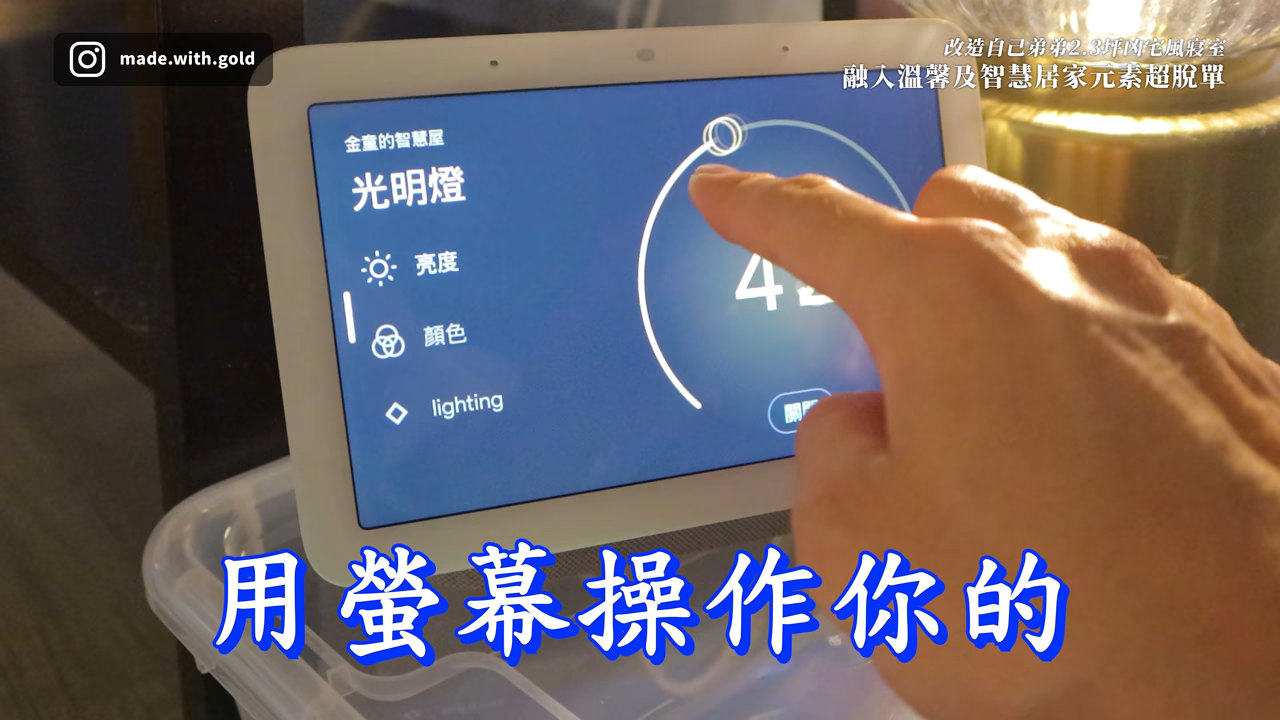 made.with.gold
改造自己弟弟2.3坪凶宅風寢室
融入溫馨及智慧居家元素超脫單
金童的智慧屋
光明燈
亮度
顏色
lighting
4
用螢幕操作你的